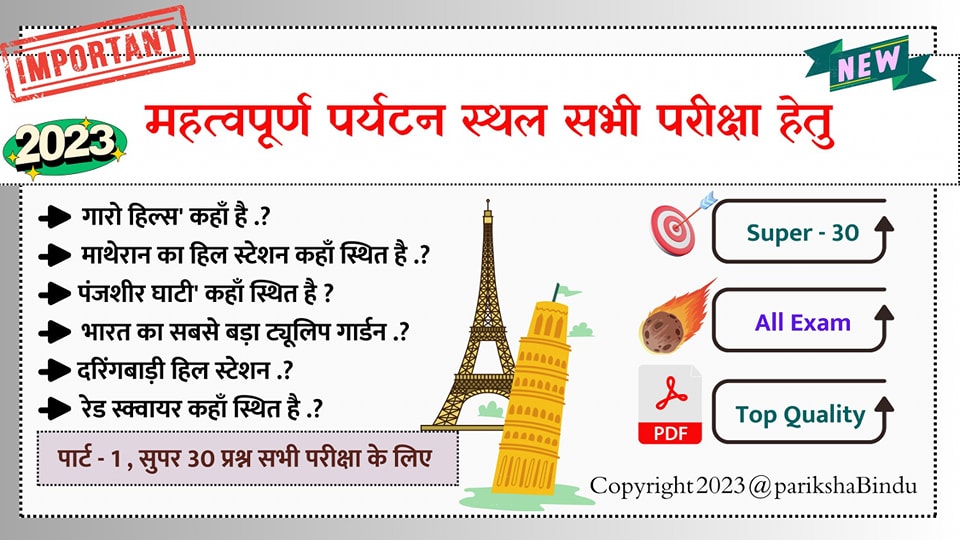 IMPORTANT
NEW
महत्वपूर्ण पर्यटन स्थल सभी परीक्षा हेतु
2023
गारो हिल्स' कहाँ है .?
माथेरान का हिल स्टेशन कहाँ स्थित है .?
पंजशीर घाटी' कहाँ स्थित है ?
भारत का सबसे बड़ा ट्यूलिप गार्डन .?
दरिंगबाड़ी हिल स्टेशन .?
रेड स्क्वायर कहाँ स्थित है .?
पार्ट - 1 , सुपर 30 प्रश्न सभी परीक्षा के लिए
Super - 30
All Exam
PDF
Top Quality
Copyright2023@parikshaBindu